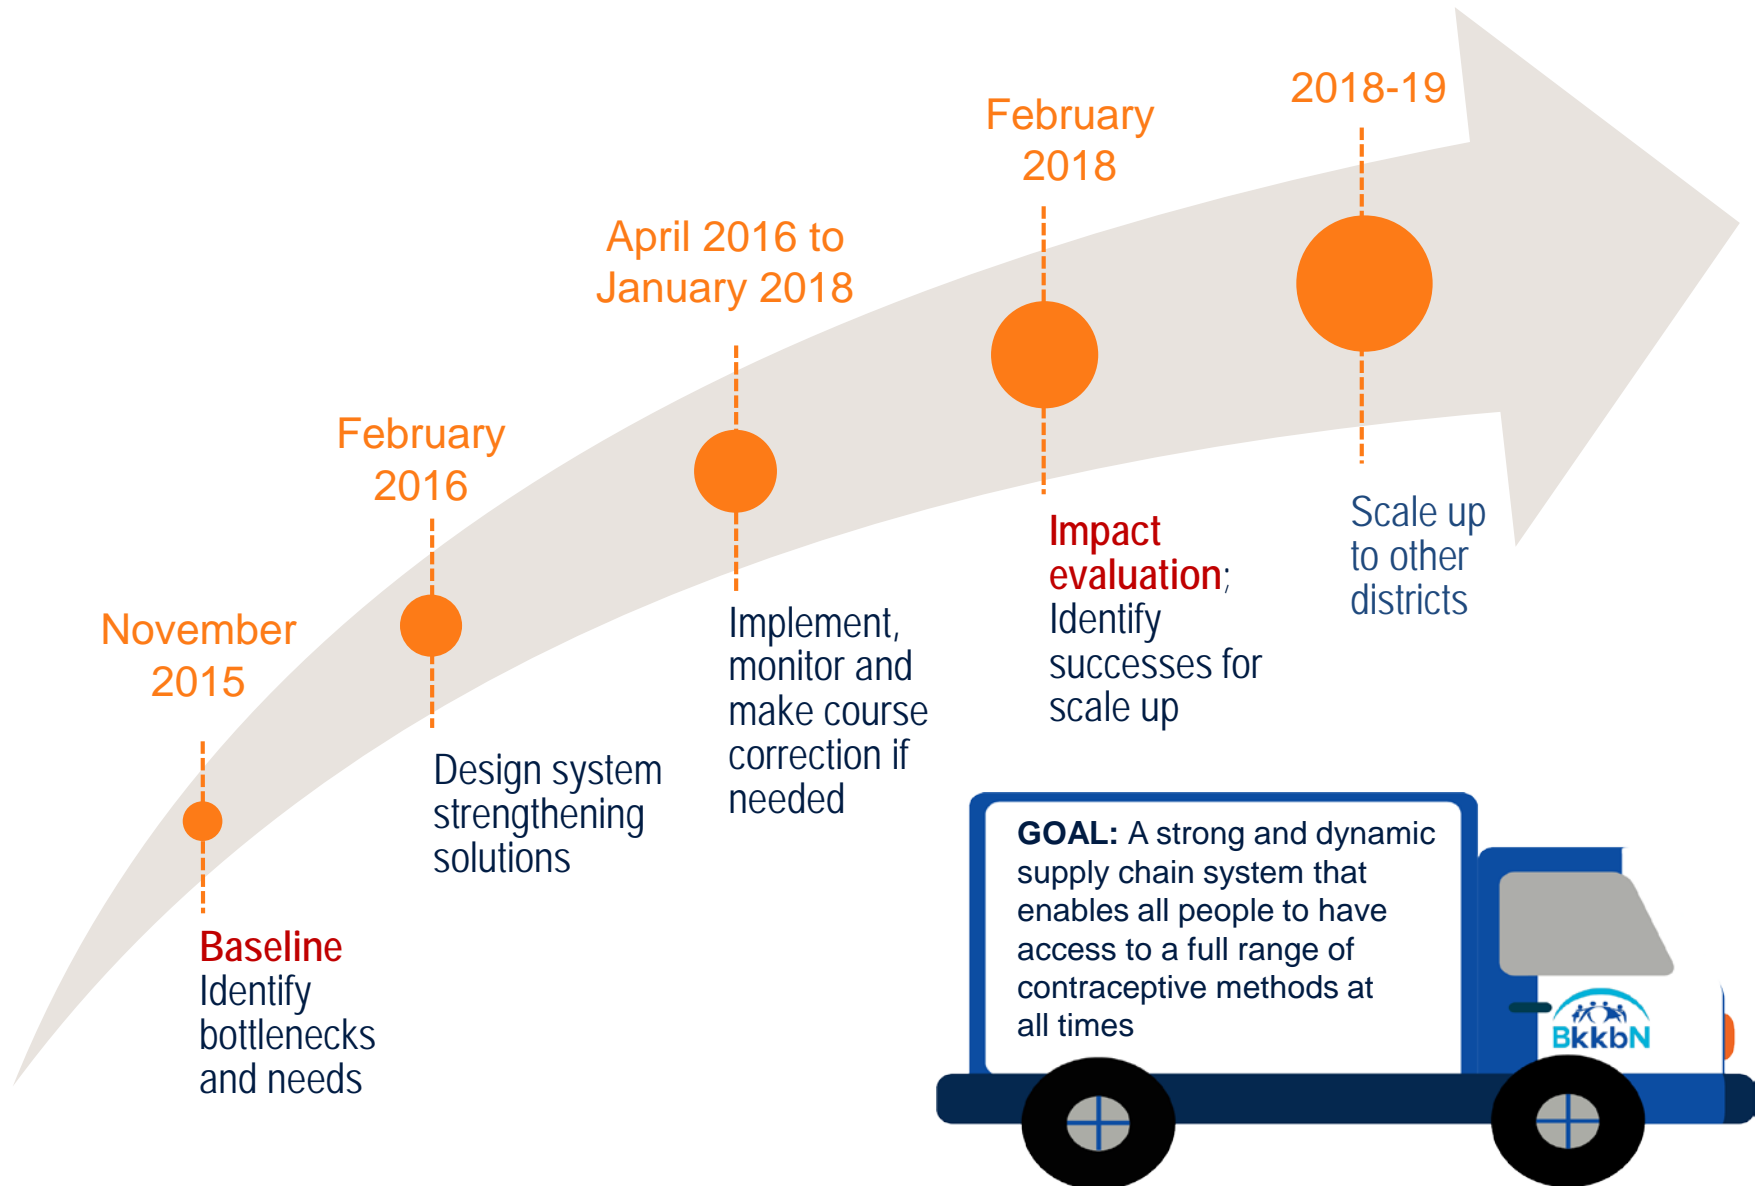 November
2015
Baseline
Identify
bottlenecks
and needs
February
2016
Design system
strengthening
solutions
April 2016 to
January 2018
Implement,
monitor and
make course
correction if
needed
February
2018
Impact
evaluation;
Identify
successes for
scale up
2018-19
Scale up
to other
districts
GOAL: A strong and dynamic
supply chain system that
enables all people to have
access to a full range of
contraceptive methods at
all times
BkkbN